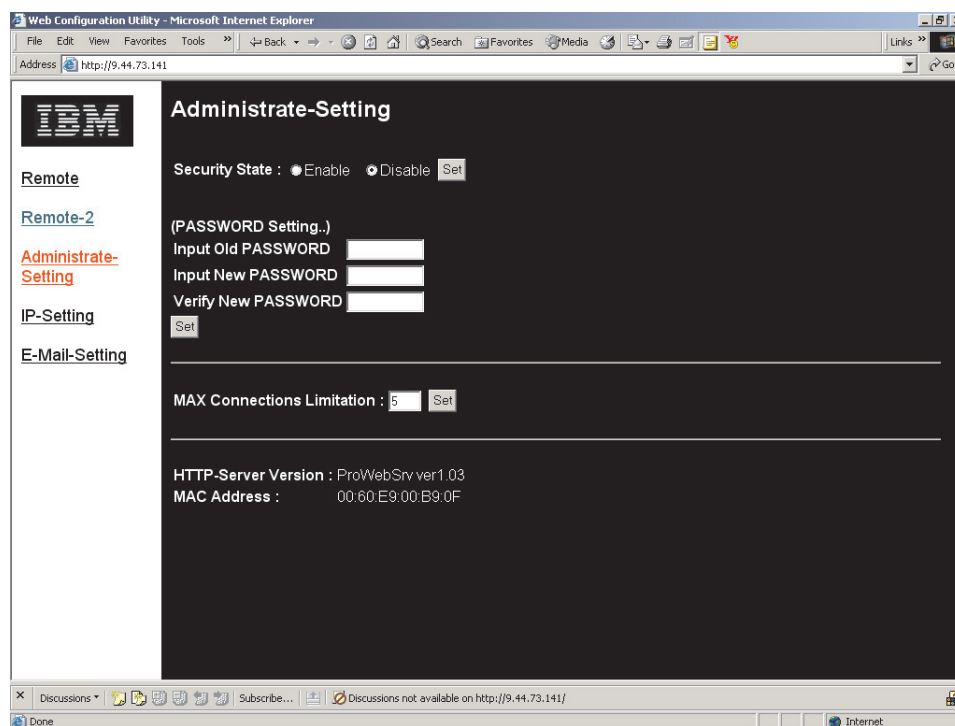 Web Configuration Utility - Microsoft Internet Explorer
File Edit View Favorites Tools » Back Search Favorites Media Links »
Address http://9.44.73.141 Go
IBM
Remote
Remote-2
Administrate-
Setting
IP-Setting
E-Mail-Setting
Administrate-Setting
Security State : Enable Disable Set
(PASSWORD Setting..)
Input Old PASSWORD
Input New PASSWORD
Verify New PASSWORD
Set
MAX Connections Limitation : 5 Set
HTTP-Server Version : ProWebSrv ver1.03
MAC Address : 00:60:E9:00:B9:0F
Discussions Subscribe... Discussions not available on http://9.44.73.141/
Done Internet